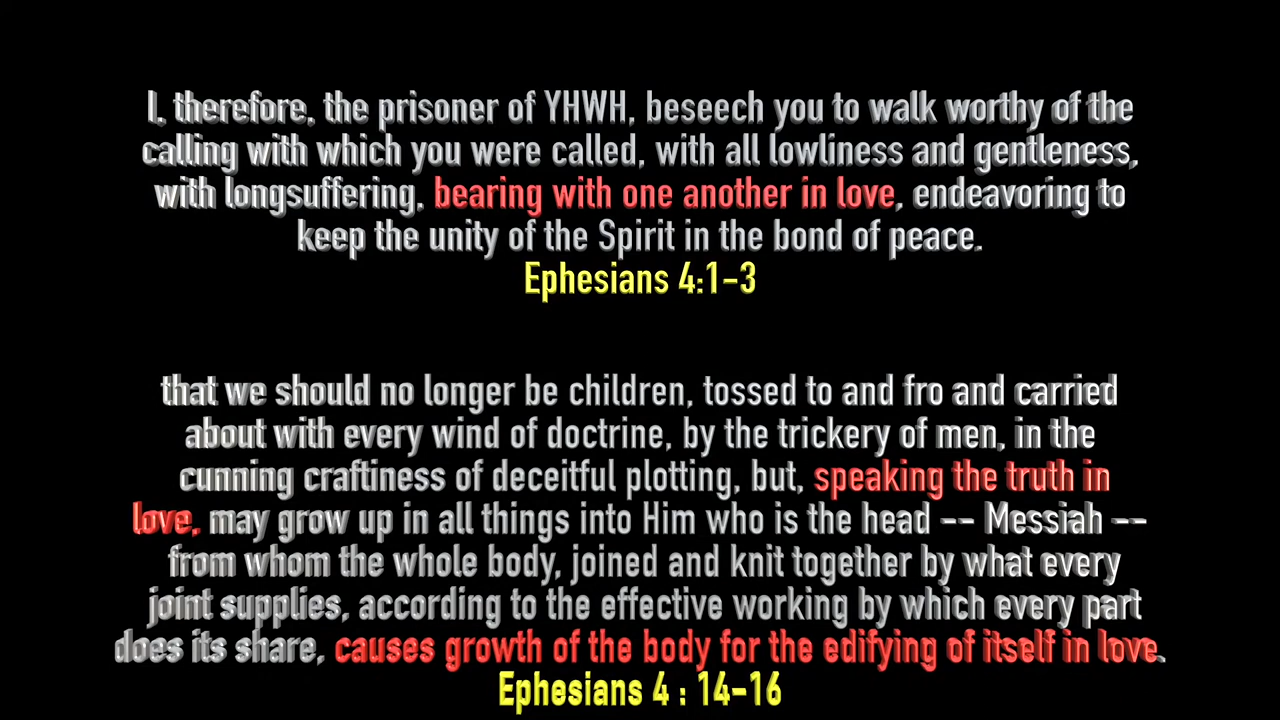 I, therefore, the prisoner of YHWH, beseech you to walk worthy of the
calling with which you were called, with all lowliness and gentleness,
with longsuffering, bearing with one another in love, endeavoring to
keep the unity of the Spirit in the bond of peace.
Ephesians 4:1-3
that we should no longer be children, tossed to and fro and carried
about with every wind of doctrine, by the trickery of men, in the
cunning craftiness of deceitful plotting, but, speaking the truth in
love, may grow up in all things into Him who is the head -- Messiah --
from whom the whole body, joined and knit together by what every
joint supplies, according to the effective working by which every part
does its share, causes growth of the body for the edifying of itself in love.
Ephesians 4 : 14-16